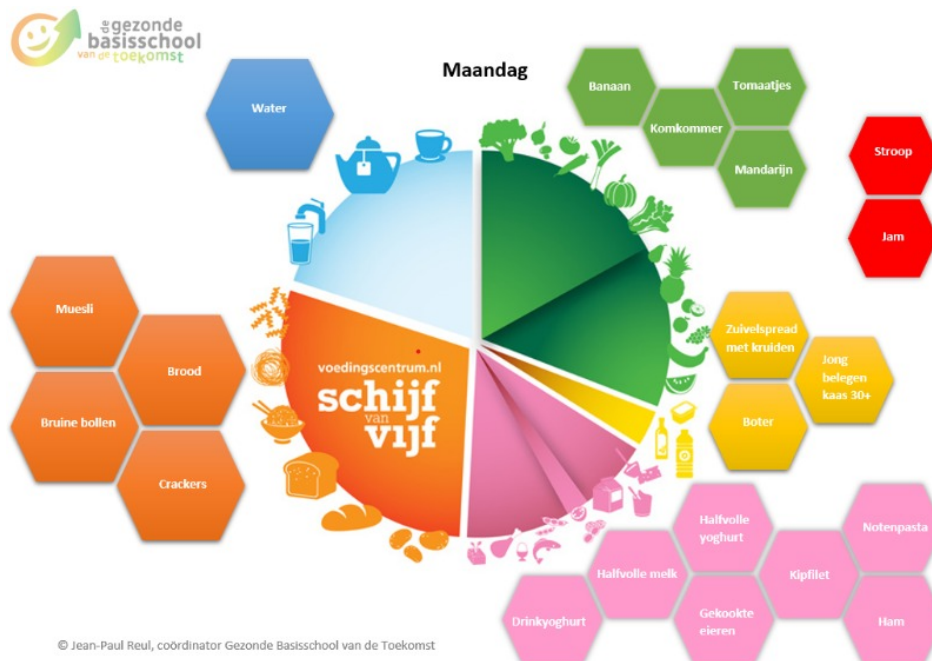 de gezonde
basisschool
van de toekomst
Maandag
Water
Banaan
Tomaatjes
Komkommer
Mandarijn
Stroop
Jam
Muesli
Brood
Bruine bollen
Crackers
voedingscentrum.nl
schijf
van
vijf
Zuivelspread
met kruiden
Jong
belegen
kaas 30+
Boter
Halfvolle
yoghurt
Notenpasta
Halfvolle melk
Kipfilet
Drinkyoghurt
Gekookte
eieren
Ham
© Jean-Paul Reul, coördinator Gezonde Basisschool van de Toekomst